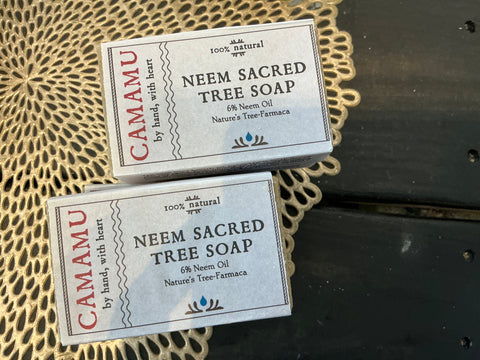 CAMAMU
by hand, with heart
100% natural
NEEM SACRED
TREE SOAP
6% Neem Oil
Nature's Tree-Farmaca
CAMAMU
by hand, with heart
100% natural
NEEM SACRED
TREE SOAP
6% Neem Oil
Nature's Tree-Farmaca